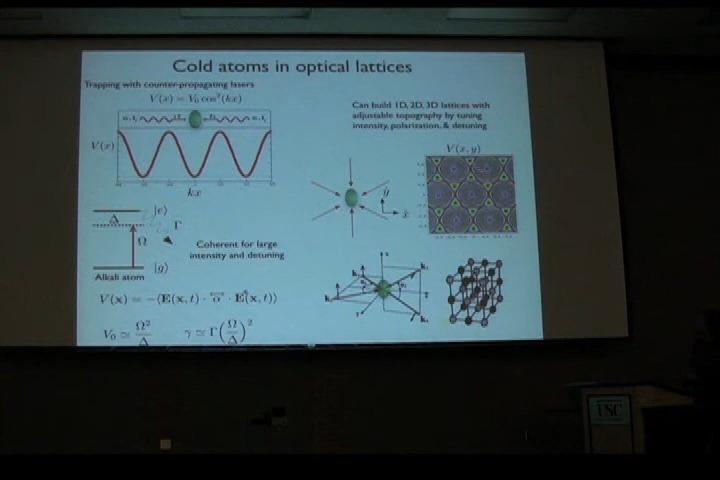 Cold atoms in optical lattices
Trapping with counter-propagating lasers
V(x) = V₀ cos²(kx)
V(x)
kx
|e⟩
Δ
Γ
Ω
|g⟩
Alkali atom
Coherent for large
intensity and detuning
V(x) = −⟨E(x, t) · α · E(x, t)⟩
V₀ ≃ Ω²/Δ
γ ≃ Γ(Ω/Δ)²
Can build 1D, 2D, 3D lattices with
adjustable topography by tuning
intensity, polarization, & detuning
V(x, y)
ŷ
x̂
USC